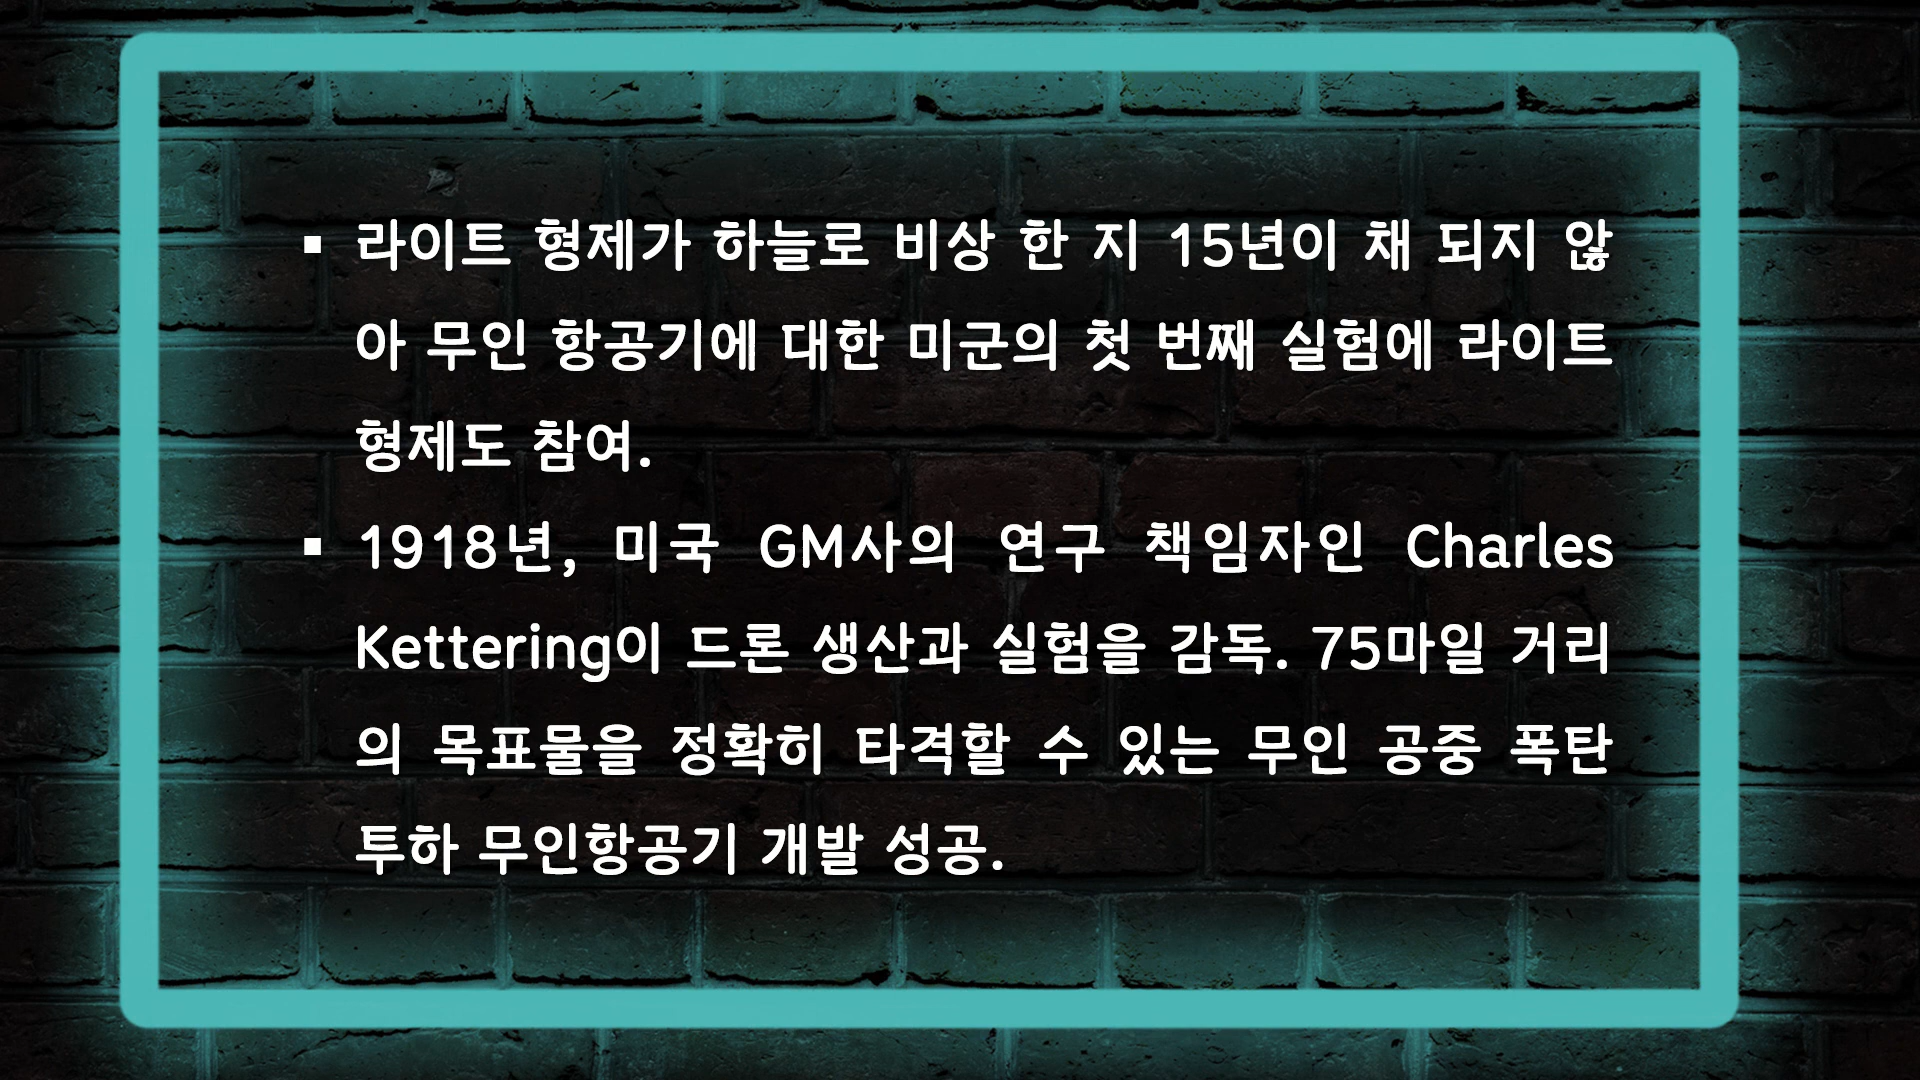 ▪ 라이트 형제가 하늘로 비상 한 지 15년이 채 되지 않
아 무인 항공기에 대한 미군의 첫 번째 실험에 라이트
형제도 참여.
▪ 1918년, 미국 GM사의 연구 책임자인 Charles
Kettering이 드론 생산과 실험을 감독. 75마일 거리
의 목표물을 정확히 타격할 수 있는 무인 공중 폭탄
투하 무인항공기 개발 성공.